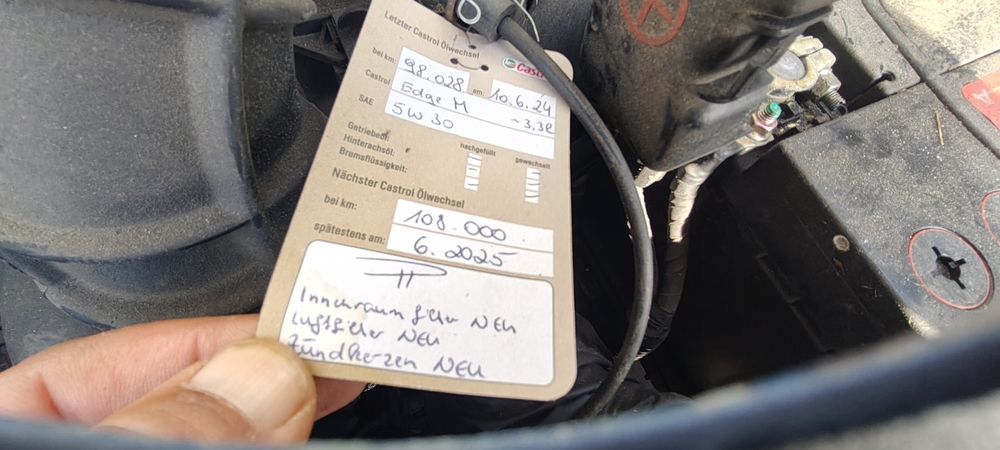 Letzter Castrol Ölwechsel
Castrol
bei km: 98.028 am: 10.6.24
Castrol Edge M ~3,3l
SAE 5W30
nachgefüllt gewechselt
Getriebeöl:
Hinterachsöl:
Bremsflüssigkeit:
Nächster Castrol Ölwechsel
bei km: 108.000
spätestens am: 6.2025
Innenraumfilter NEU
Luftfilter NEU
Zündkerzen NEU